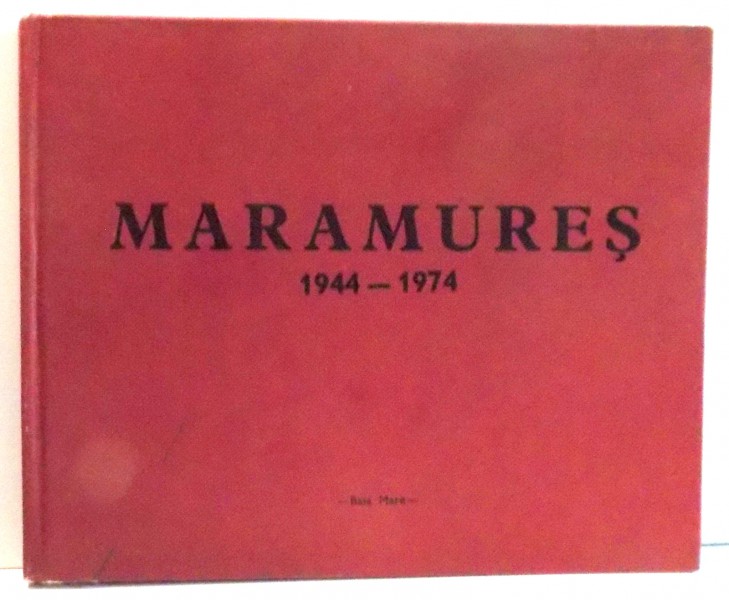 MARAMUREŞ
1944 — 1974
— Baia Mare —